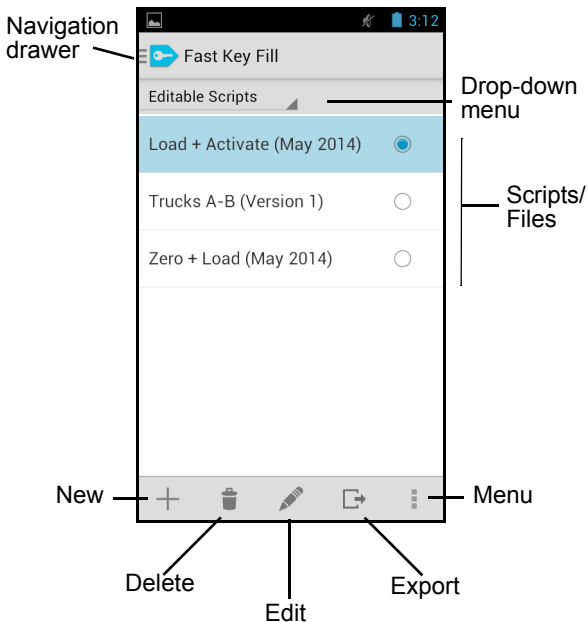 Navigation
drawer
3:12
Fast Key Fill
Editable Scripts
Drop-down
menu
Load + Activate (May 2014)
Trucks A-B (Version 1)
Scripts/
Files
Zero + Load (May 2014)
New
Menu
Delete
Export
Edit